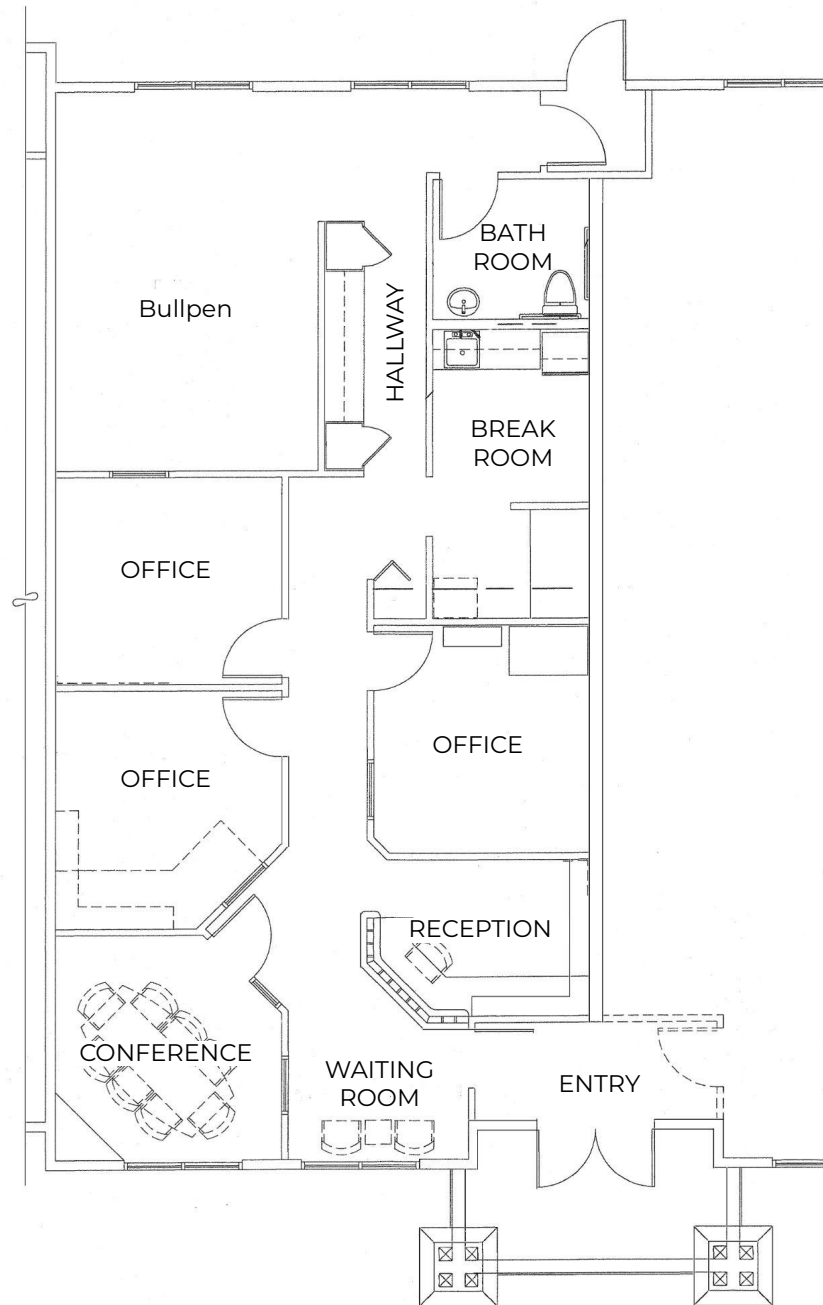 BATH
ROOM
Bullpen
HALLWAY
BREAK
ROOM
OFFICE
OFFICE
OFFICE
RECEPTION
CONFERENCE
WAITING
ROOM
ENTRY